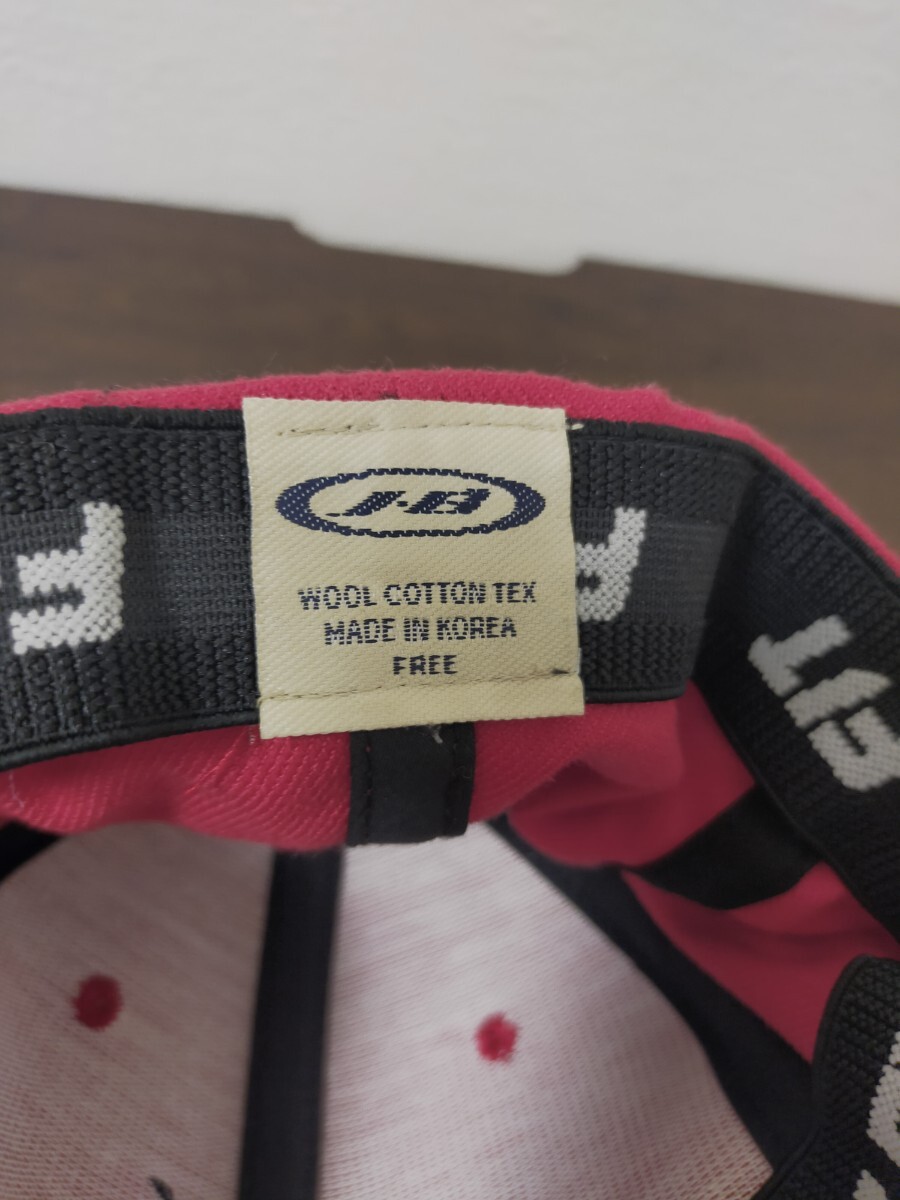 J-B
WOOL COTTON TEX
MADE IN KOREA
FREE